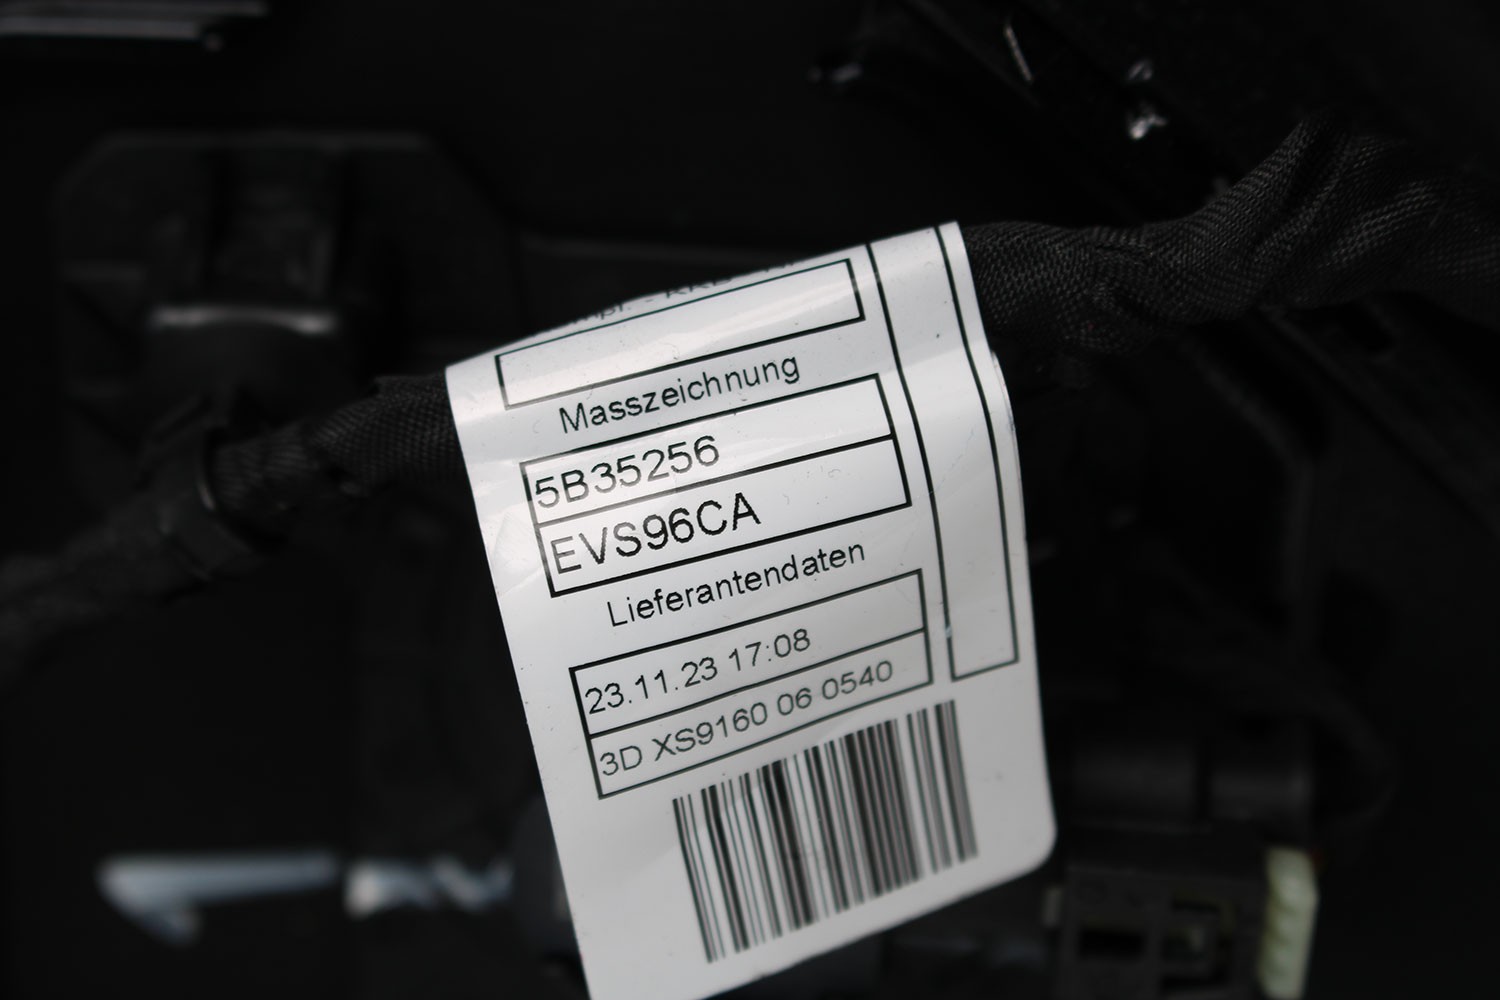 Masszeichnung
5B35256
EVS96CA
Lieferantendaten
23.11.23 17:08
3D XS9160 06 0540